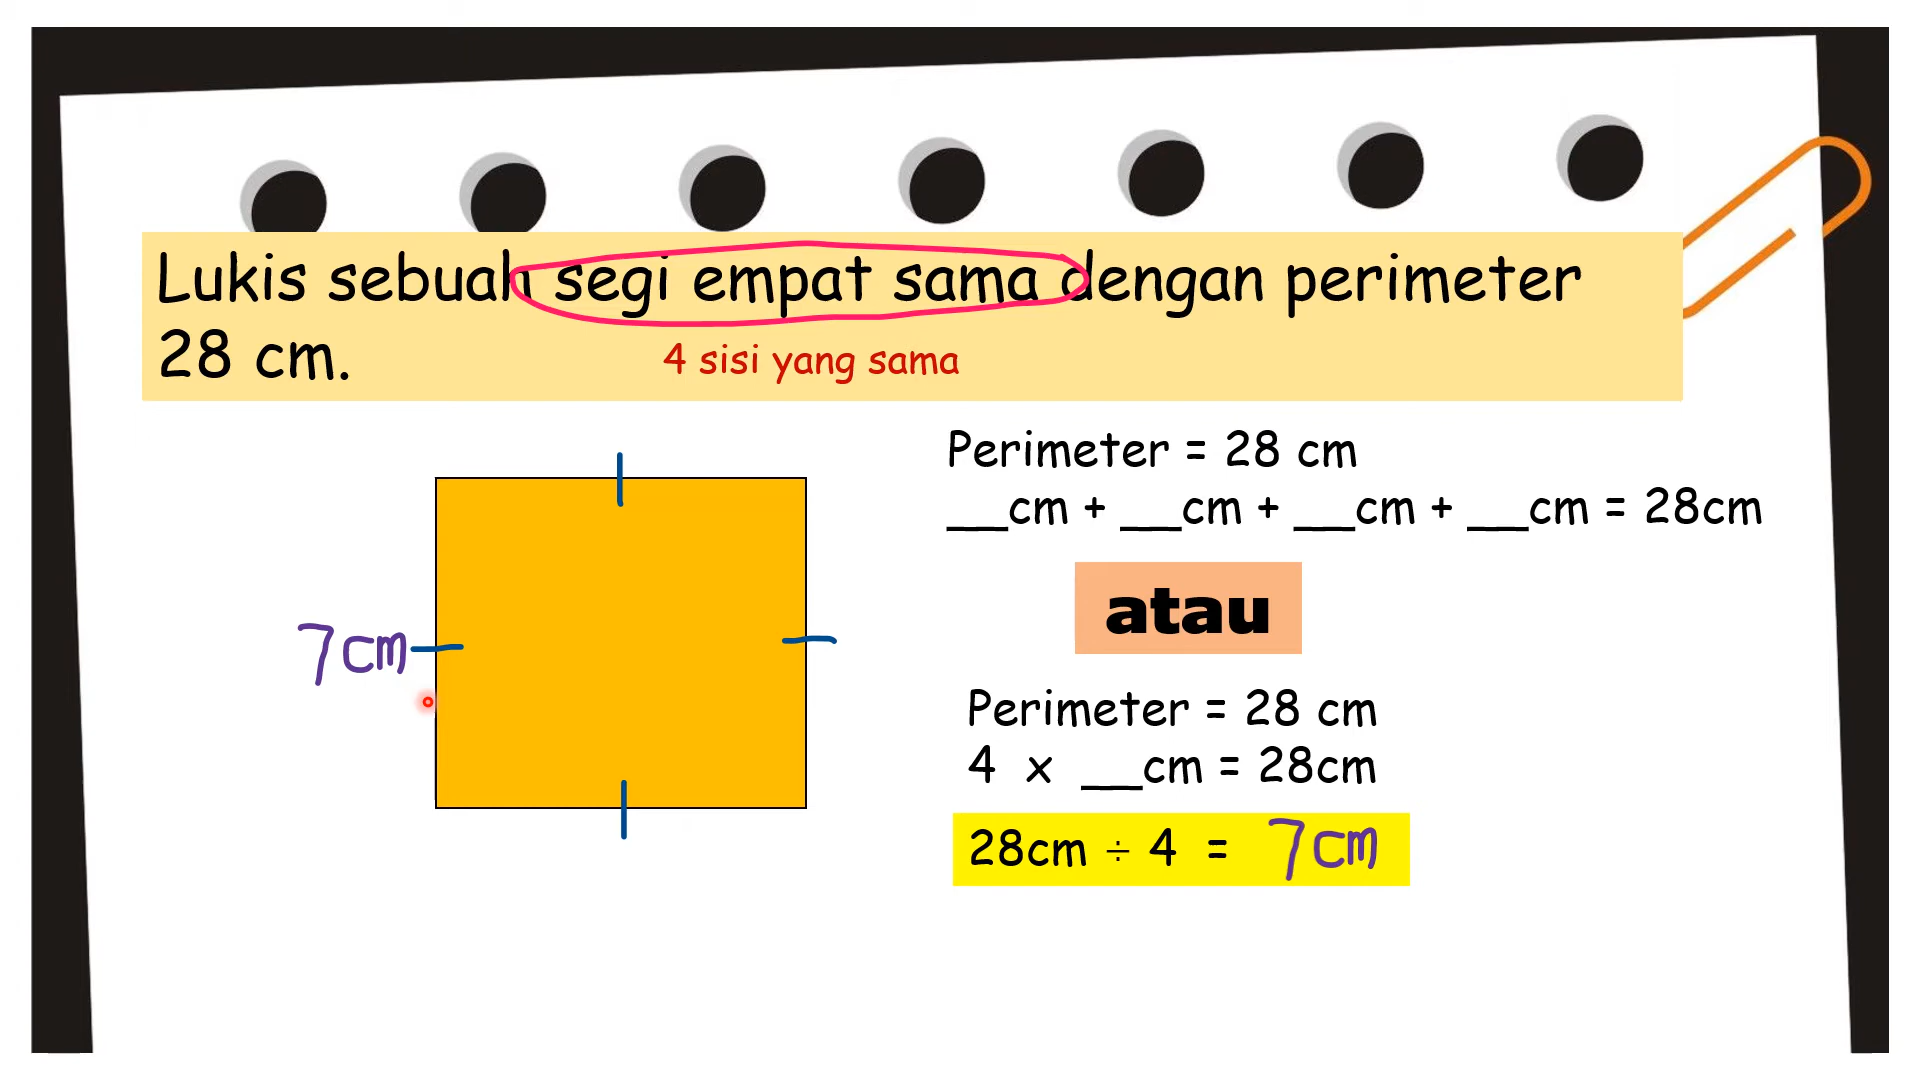 Lukis sebuah segi empat sama dengan perimeter
28 cm.
4 sisi yang sama
Perimeter = 28 cm
__cm + __cm + __cm + __cm = 28cm
atau
7cm
Perimeter = 28 cm
4 x __cm = 28cm
28cm ÷ 4 = 7cm